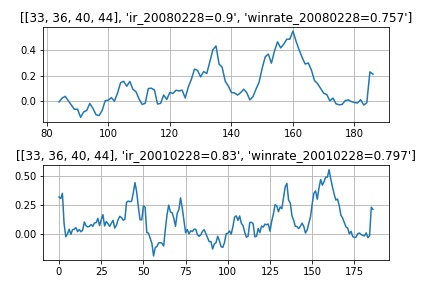 [[33, 36, 40, 44], 'ir_20080228=0.9', 'winrate_20080228=0.757']
0.4
0.2
0.0
80 100 120 140 160 180
[[33, 36, 40, 44], 'ir_20010228=0.83', 'winrate_20010228=0.797']
0.50
0.25
0.00
0 25 50 75 100 125 150 175